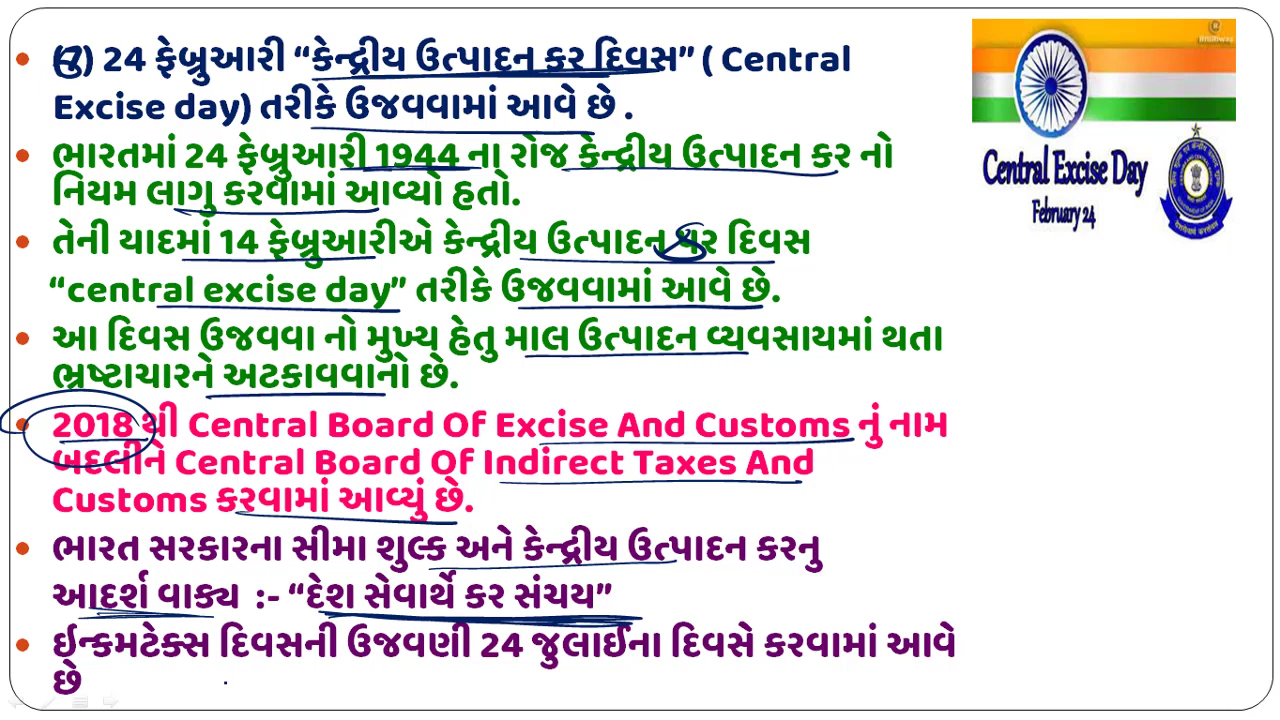 (૭) 24 ફેબ્રુઆરી “કેન્દ્રીય ઉત્પાદન કર દિવસ” ( Central
Excise day) તરીકે ઉજવવામાં આવે છે .
ભારતમાં 24 ફેબ્રુઆરી 1944 ના રોજ કેન્દ્રીય ઉત્પાદન કર નો
નિયમ લાગુ કરવામાં આવ્યો હતો.
તેની યાદમાં 14 ફેબ્રુઆરીએ કેન્દ્રીય ઉત્પાદન દિવસ
“central excise day” તરીકે ઉજવવામાં આવે છે.
આ દિવસ ઉજવવા નો મુખ્ય હેતુ માલ ઉત્પાદન વ્યવસાયમાં થતા
ભ્રષ્ટાચારને અટકાવવાનો છે.
2018 થી Central Board Of Excise And Customs નું નામ
બદલીને Central Board Of Indirect Taxes And
Customs કરવામાં આવ્યું છે.
ભારત સરકારના સીમા શુલ્ક અને કેન્દ્રીય ઉત્પાદન કરનુ
આદર્શ વાક્ય :- “દેશ સેવાર્થે કર સંચય”
ઇન્કમટેક્સ દિવસની ઉજવણી 24 જુલાઈના દિવસે કરવામાં આવે
છે
Central Excise Day
February 24